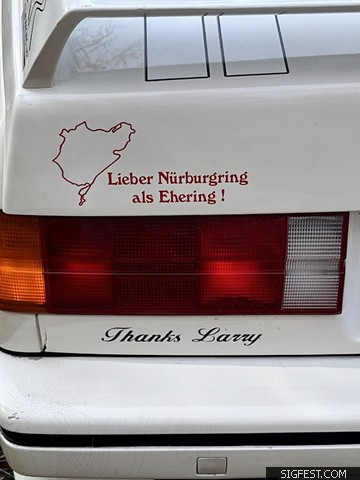 Lieber Nürburgring
als Ehering !
Thanks Larry
SIGFEST.COM